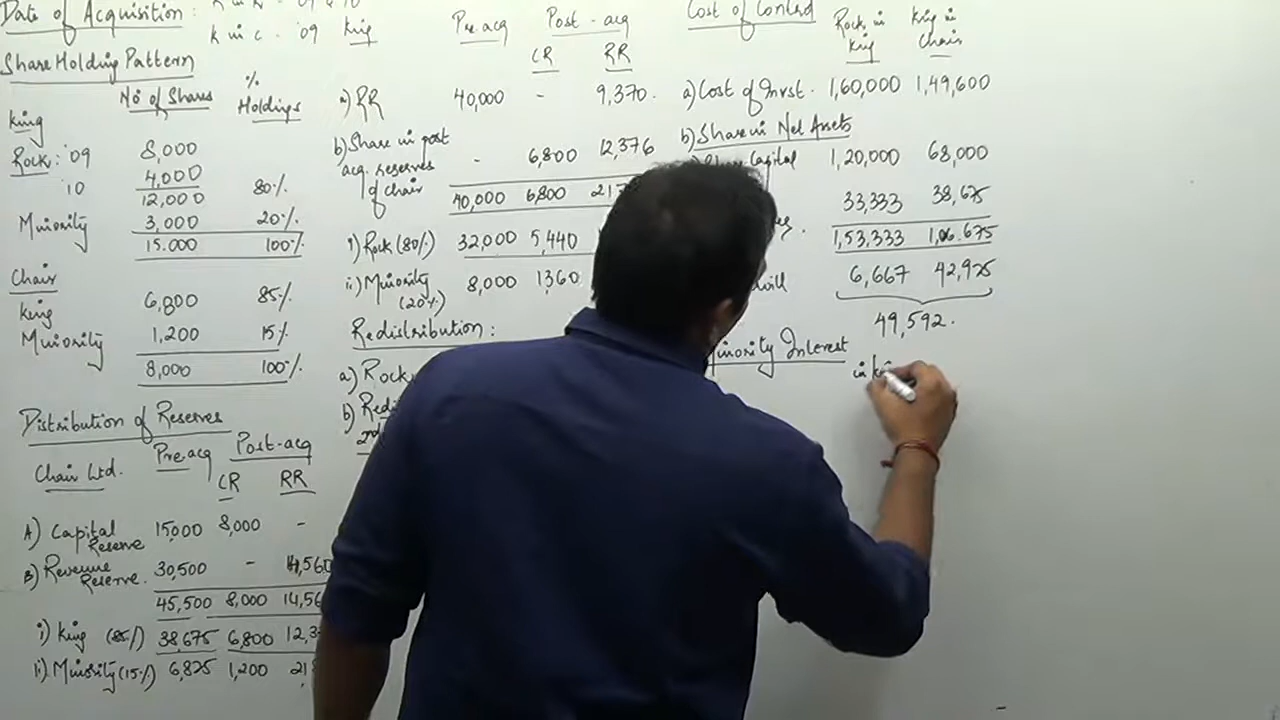 Date of Acquisition :
K in C - '09
Share Holding Pattern
No of Shares % Holdings
King
Rock : '09 8,000
'10 4,000
12,000 80%
Minority 3,000 20%
15.000 100%
Chair
King 6,800 85%
Minority 1,200 15%
8,000 100%
Distribution of Reserves
Chair Ltd. Pre acq Post-acq
CR RR
A) Capital Reserve 15,000 8,000 -
B) Revenue Reserve. 30,500 - 14,560
45,500 8,000
i) King (85%) 38,675 6,800
ii) Minority (15%) 6,825 1,200
King Pre-acq Post-acq
CR RR
a) RR 40,000 - 9,370.
b) Share in post acq. reserves of chair - 6,800 12,376
40,000 6,800
i) Rock (80%) 32,000 5,440
ii) Minority (20%) 8,000 1,360
Redistribution :
a) Rock
b)
Cost of Control
Rock in King King in Chair
a) Cost of Invst. 1,60,000 1,49,600
b) Share in Net Assets
Capital 1,20,000 68,000
33,333 38,675
1,53,333 1,06.675
6,667 42,925
49,592.
Minority Interest
in